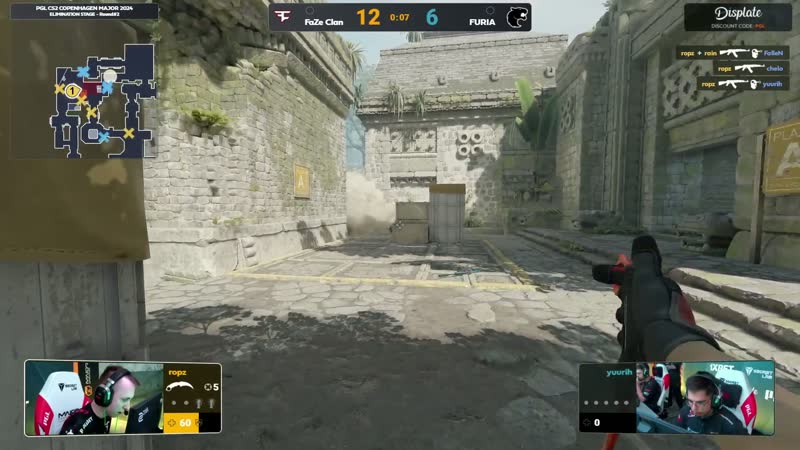 PGL CS2 COPENHAGEN MAJOR 2024
ELIMINATION STAGE - Round#2
FaZe Clan 12 0:07 6 FURIA
Displate
DISCOUNT CODE: PGL
ropz + rain FalleN
ropz chelo
ropz yuurih
1
A
A
ropz
5
60
yuurih
0